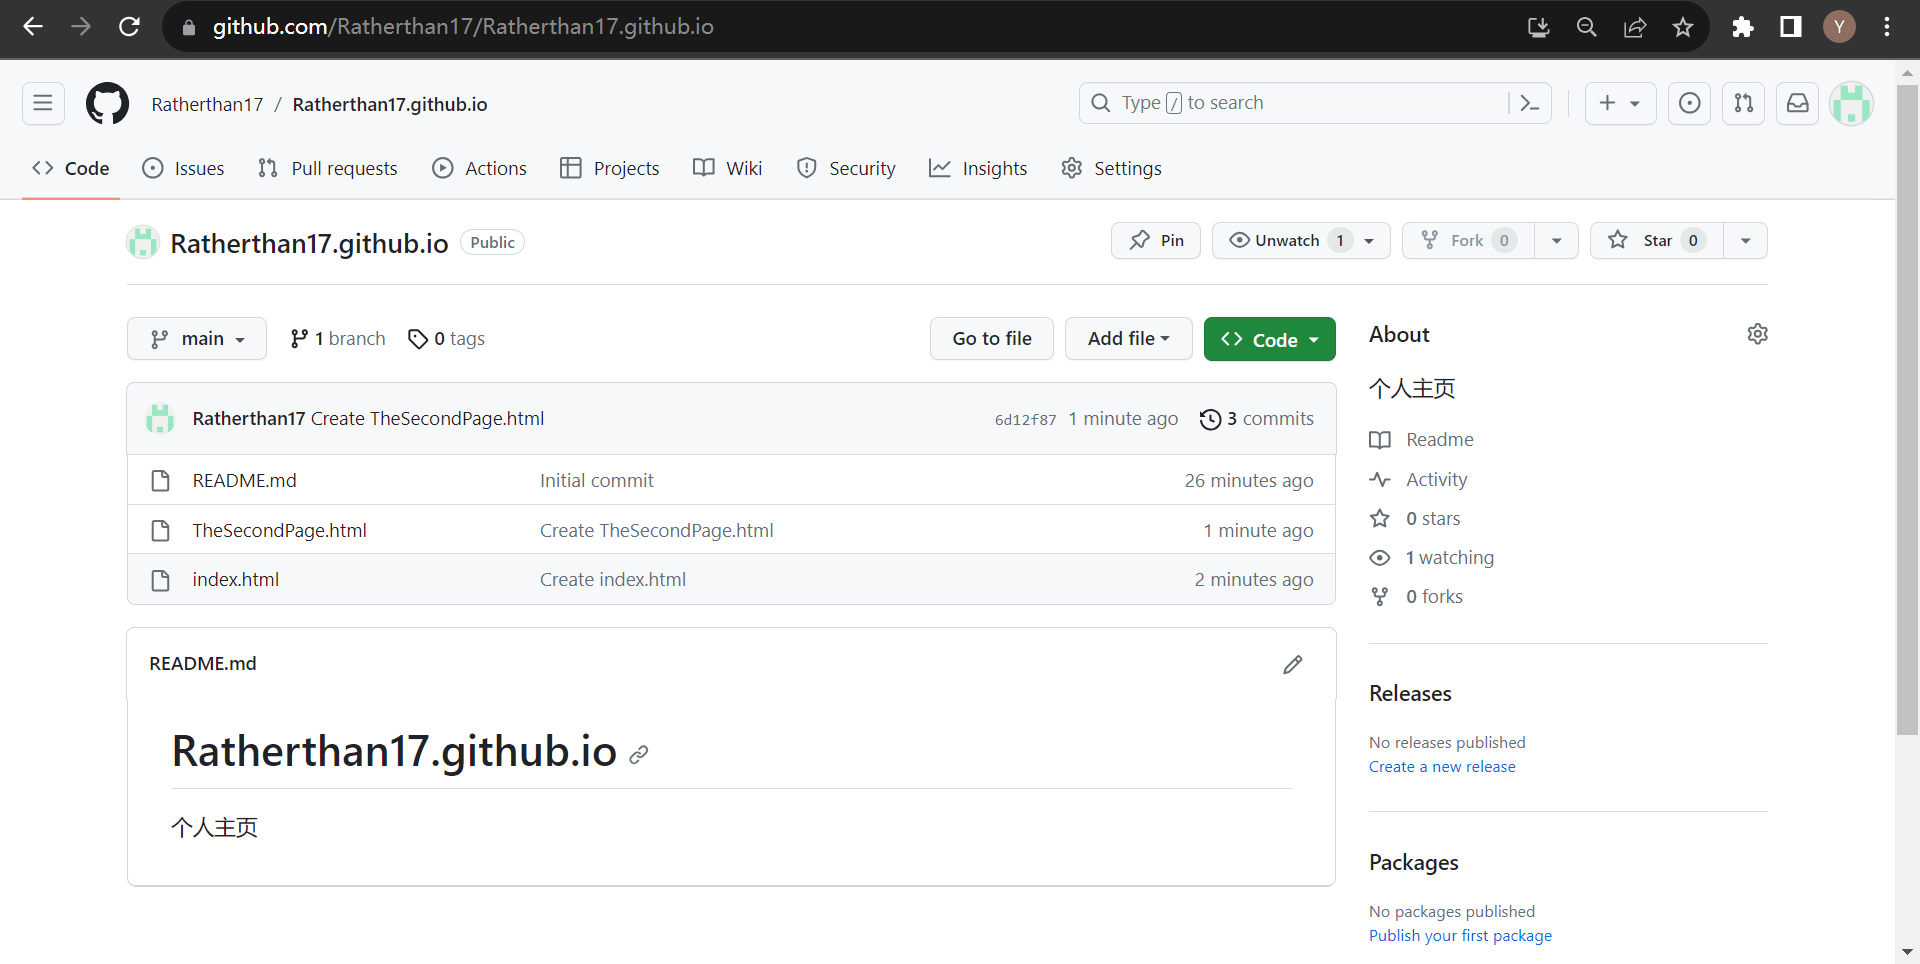 github.com/Ratherthan17/Ratherthan17.github.io
Y
Ratherthan17 / Ratherthan17.github.io
Type / to search
Code
Issues
Pull requests
Actions
Projects
Wiki
Security
Insights
Settings
Ratherthan17.github.io Public
Pin
Unwatch 1
Fork 0
Star 0
main
1 branch
0 tags
Go to file
Add file
Code
Ratherthan17 Create TheSecondPage.html
6d12f87 1 minute ago 3 commits
README.md Initial commit 26 minutes ago
TheSecondPage.html Create TheSecondPage.html 1 minute ago
index.html Create index.html 2 minutes ago
README.md
Ratherthan17.github.io
个人主页
About
个人主页
Readme
Activity
0 stars
1 watching
0 forks
Releases
No releases published
Create a new release
Packages
No packages published
Publish your first package